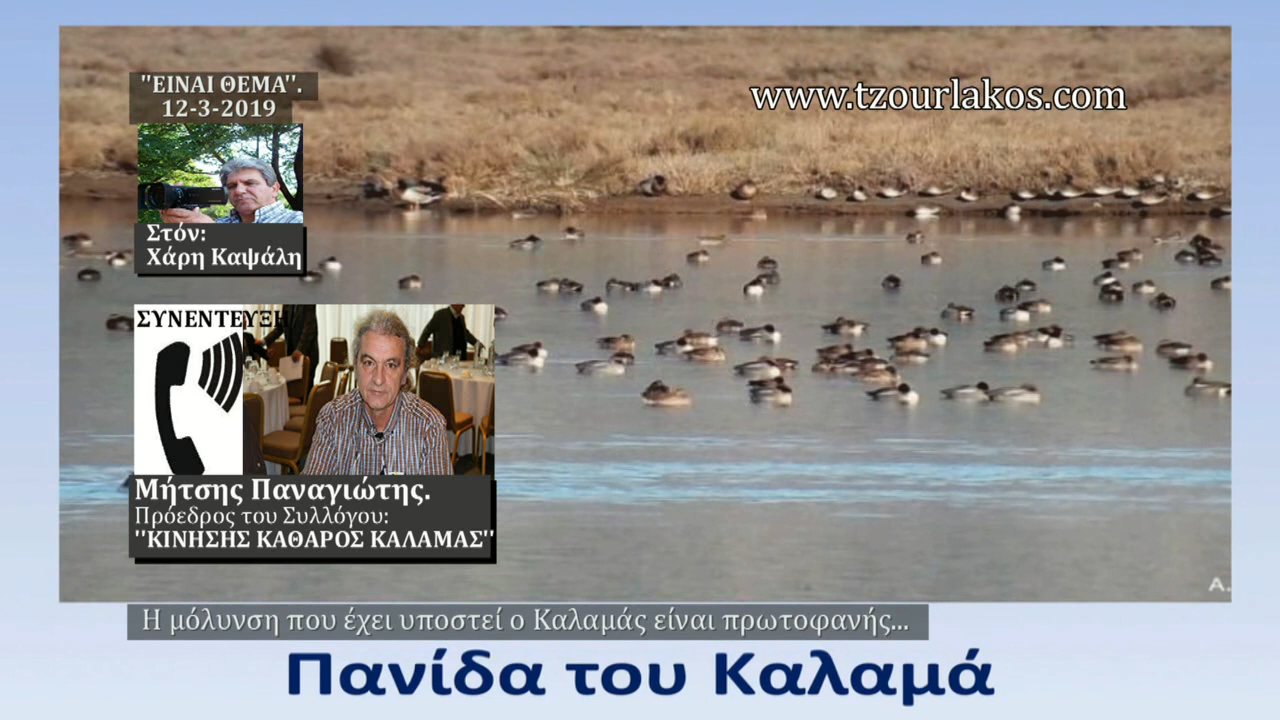 "ΕΙΝΑΙ ΘΕΜΑ".
12-3-2019
www.tzourlakos.com
Στόν:
Χάρη Καψάλη
ΣΥΝΕΝΤΕΥΞΗ
Μήτσης Παναγιώτης.
Πρόεδρος του Συλλόγου:
"ΚΙΝΗΣΗΣ ΚΑΘΑΡΟΣ ΚΑΛΑΜΑΣ"
Α.
Η μόλυνση που έχει υποστεί ο Καλαμάς είναι πρωτοφανής...
Πανίδα του Καλαμά